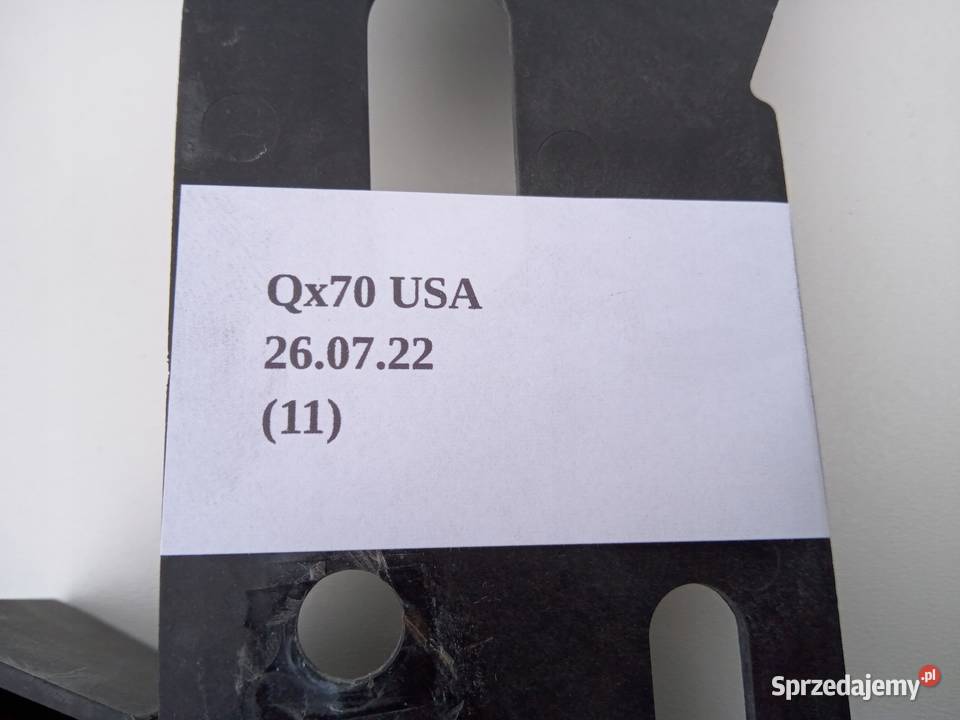 Qx70 USA
26.07.22
(11)
Sprzedajemy.pl